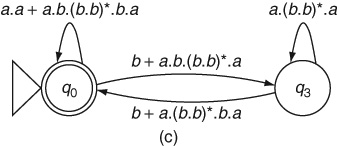 a.a + a.b.(b.b)*.b.a
a.(b.b)*.a
b + a.b.(b.b)*.a
q0
q3
b + a.(b.b)*.b.a
(c)